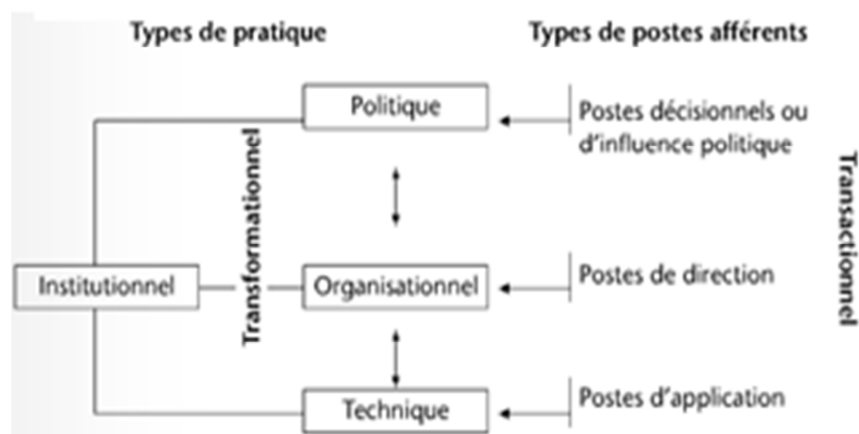 Types de pratique
Types de postes afférents
Politique
Postes décisionnels ou
d'influence politique
Transformationnel
Transactionnel
Institutionnel
Organisationnel
Postes de direction
Technique
Postes d'application